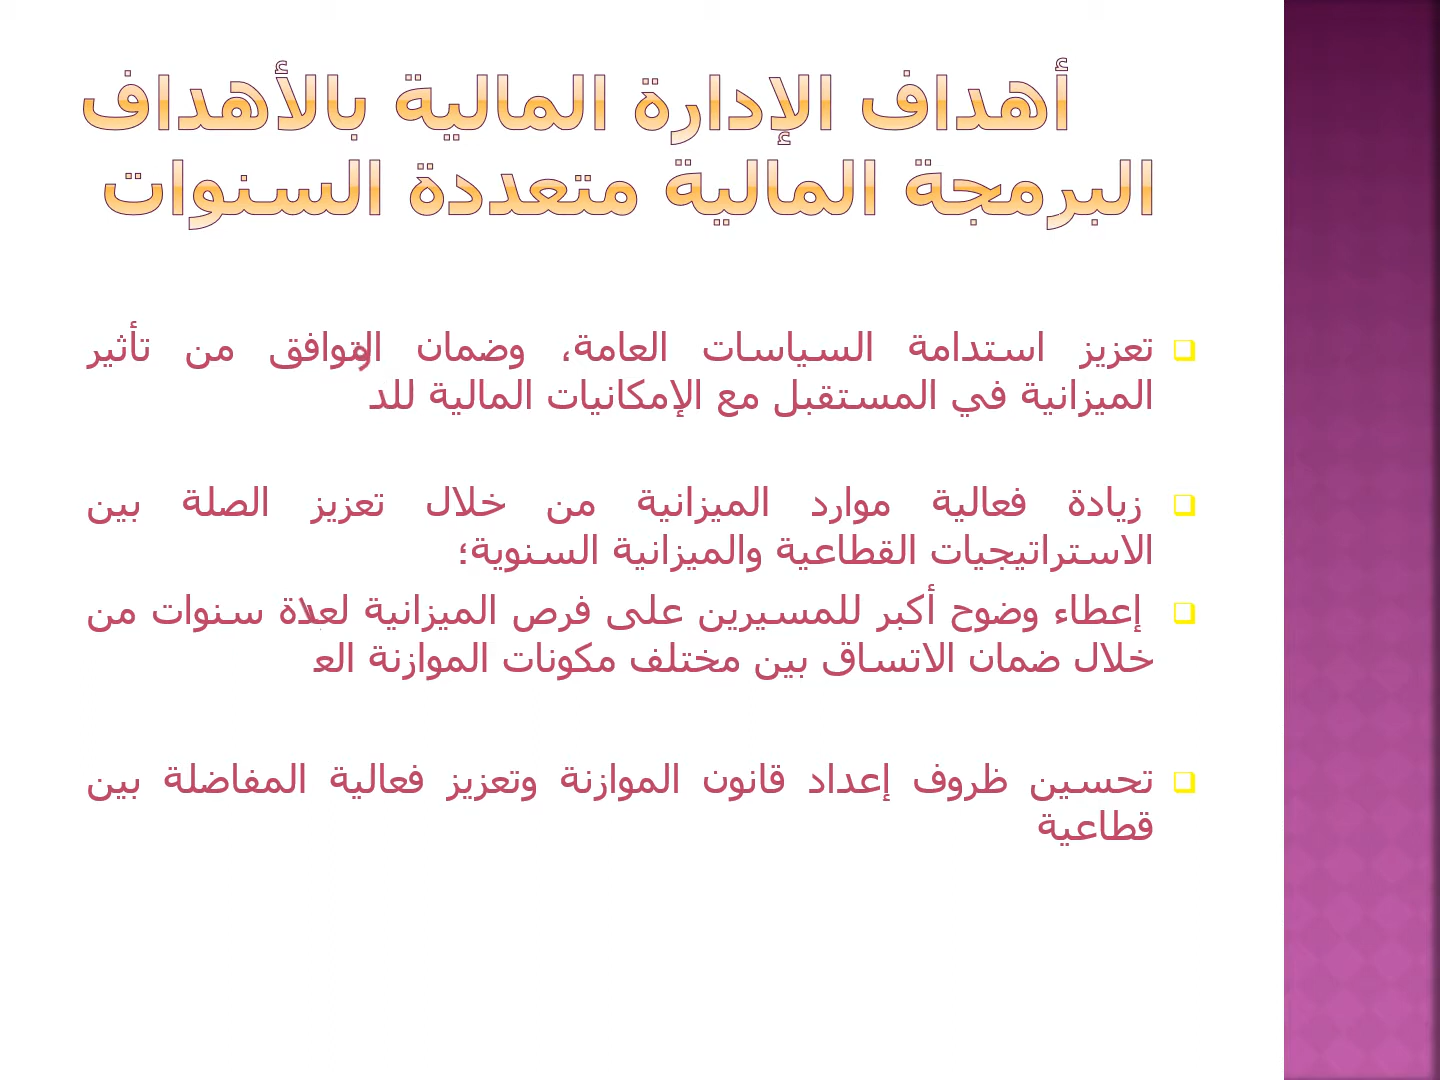 أهداف الإدارة المالية بالأهداف
البرمجة المالية متعددة السنوات
تعزيز استدامة السياسات العامة، وضمان التوافق من تأثير
الميزانية في المستقبل مع الإمكانيات المالية للد
زيادة فعالية موارد الميزانية من خلال تعزيز الصلة بين
الاستراتيجيات القطاعية والميزانية السنوية؛
إعطاء وضوح أكبر للمسيرين على فرص الميزانية لعدة سنوات من
خلال ضمان الاتساق بين مختلف مكونات الموازنة الع
تحسين ظروف إعداد قانون الموازنة وتعزيز فعالية المفاضلة بين
قطاعية